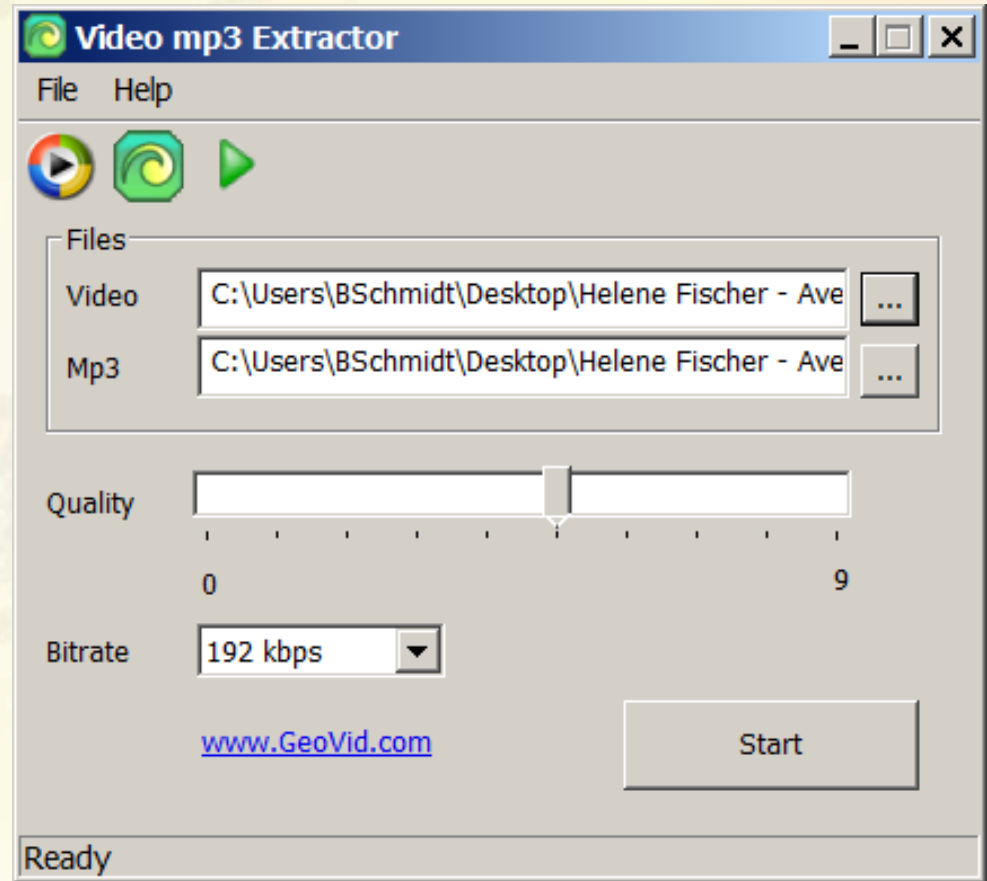 Video mp3 Extractor
File Help
Files
Video C:\Users\BSchmidt\Desktop\Helene Fischer - Ave ...
Mp3 C:\Users\BSchmidt\Desktop\Helene Fischer - Ave ...
Quality
0 9
Bitrate 192 kbps
www.GeoVid.com Start
Ready